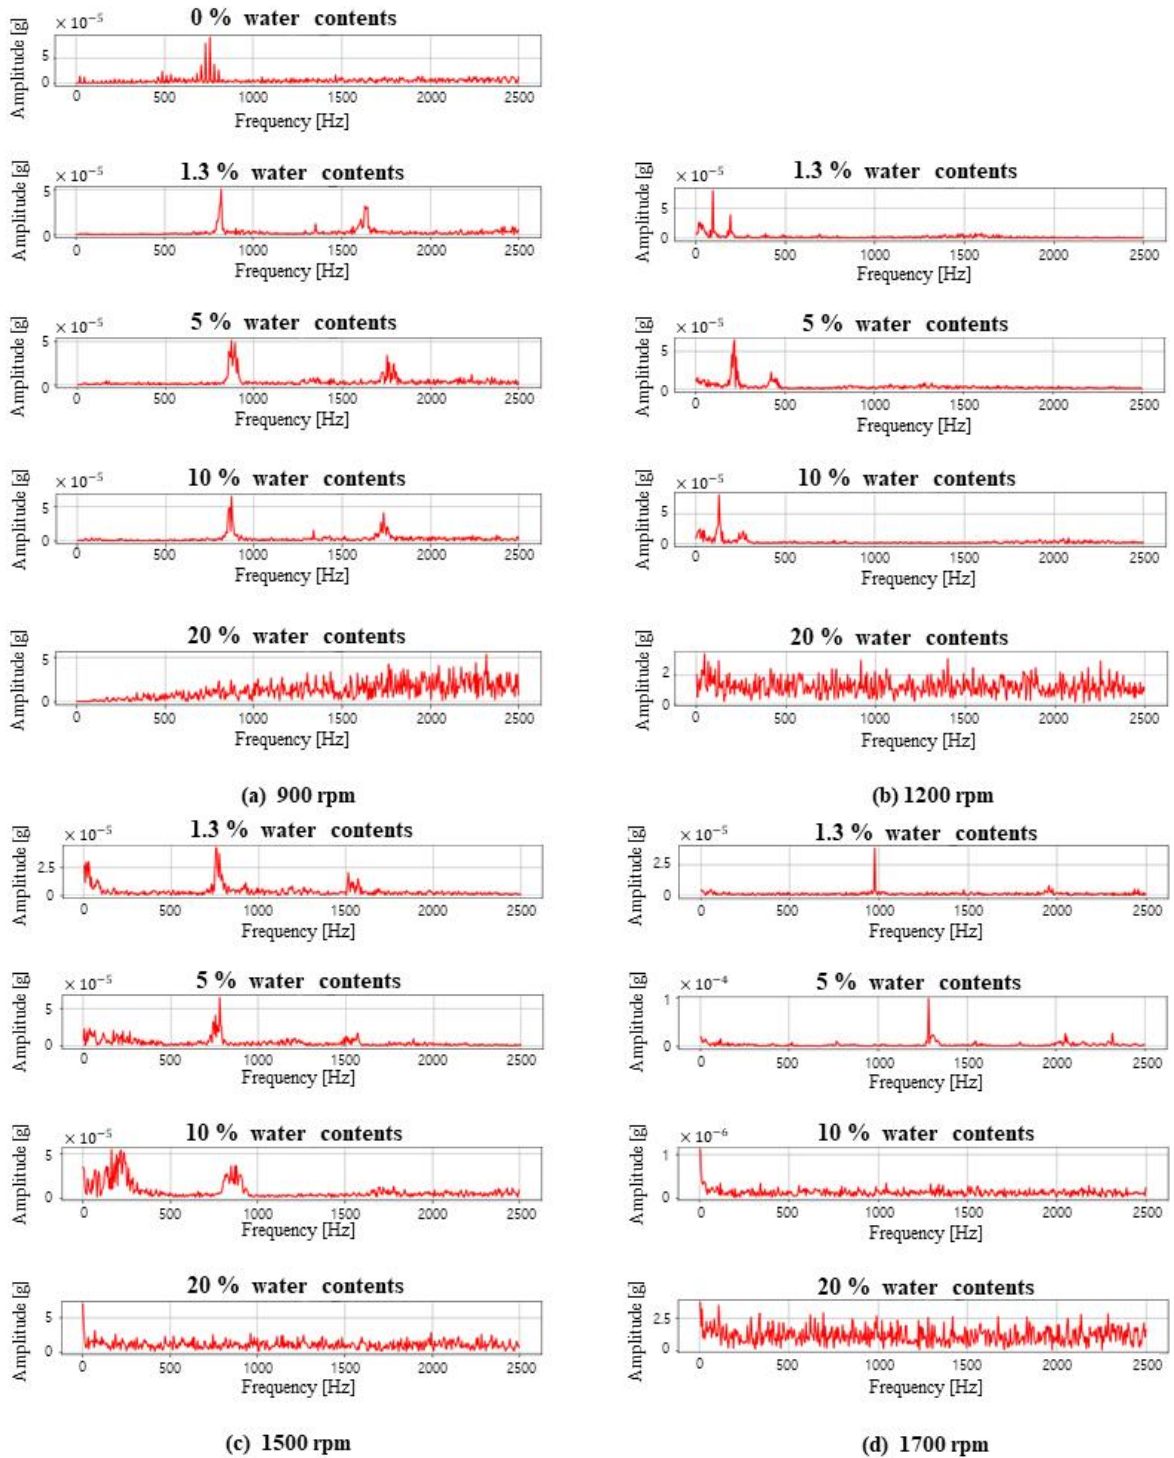 0 % water contents
× 10⁻⁵
Amplitude [g]
5
0
0 500 1000 1500 2000 2500
Frequency [Hz]
1.3 % water contents
× 10⁻⁵
Amplitude [g]
5
0
0 500 1000 1500 2000 2500
Frequency [Hz]
5 % water contents
× 10⁻⁵
Amplitude [g]
5
0
0 500 1000 1500 2000 2500
Frequency [Hz]
10 % water contents
× 10⁻⁵
Amplitude [g]
5
0
0 500 1000 1500 2000 2500
Frequency [Hz]
20 % water contents
Amplitude [g]
5
0
0 500 1000 1500 2000 2500
Frequency [Hz]
(a) 900 rpm
1.3 % water contents
× 10⁻⁵
Amplitude [g]
5
0
0 500 1000 1500 2000 2500
Frequency [Hz]
5 % water contents
× 10⁻⁵
Amplitude [g]
5
0
0 500 1000 1500 2000 2500
Frequency [Hz]
10 % water contents
× 10⁻⁵
Amplitude [g]
5
0
0 500 1000 1500 2000 2500
Frequency [Hz]
20 % water contents
Amplitude [g]
2
0
0 500 1000 1500 2000 2500
Frequency [Hz]
(b) 1200 rpm
1.3 % water contents
× 10⁻⁵
Amplitude [g]
2.5
0
0 500 1000 1500 2000 2500
Frequency [Hz]
5 % water contents
× 10⁻⁵
Amplitude [g]
5
0
0 500 1000 1500 2000 2500
Frequency [Hz]
10 % water contents
× 10⁻⁵
Amplitude [g]
5
0
0 500 1000 1500 2000 2500
Frequency [Hz]
20 % water contents
Amplitude [g]
5
0
0 500 1000 1500 2000 2500
Frequency [Hz]
(c) 1500 rpm
1.3 % water contents
× 10⁻⁵
Amplitude [g]
2.5
0
0 500 1000 1500 2000 2500
Frequency [Hz]
5 % water contents
× 10⁻⁴
Amplitude [g]
1
0
0 500 1000 1500 2000 2500
Frequency [Hz]
10 % water contents
× 10⁻⁶
Amplitude [g]
1
0
0 500 1000 1500 2000 2500
Frequency [Hz]
20 % water contents
Amplitude [g]
2.5
0
0 500 1000 1500 2000 2500
Frequency [Hz]
(d) 1700 rpm